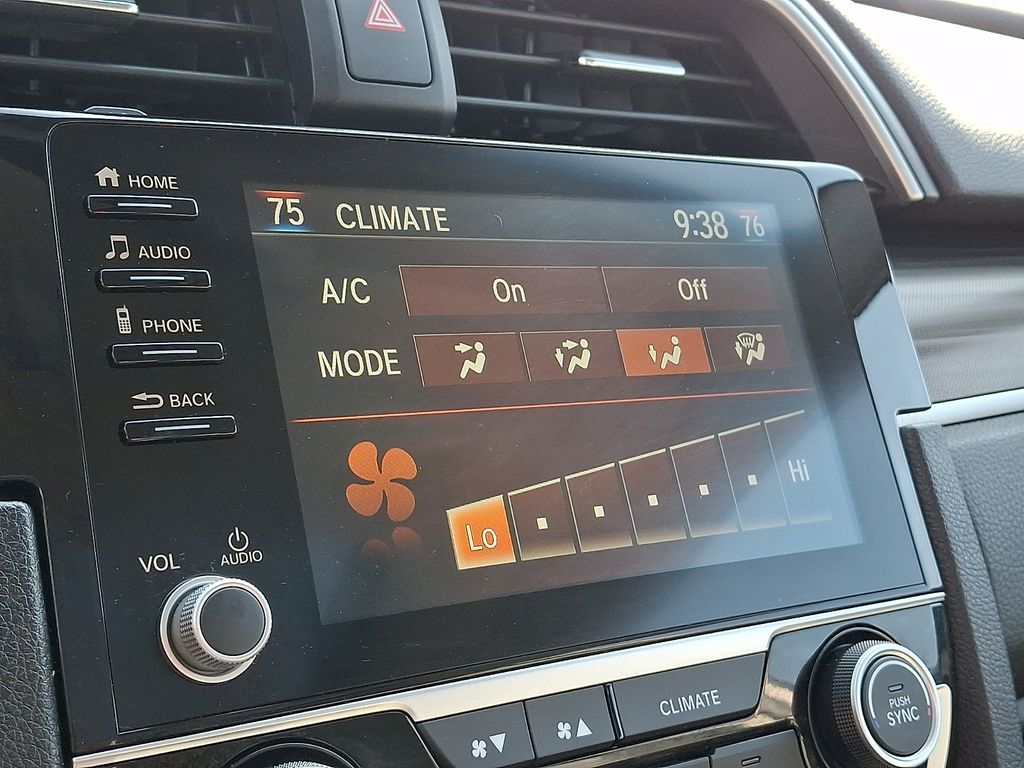 HOME
AUDIO
PHONE
BACK
VOL
AUDIO
75 CLIMATE 9:38 76
A/C On Off
MODE
Lo Hi
CLIMATE
PUSH
SYNC